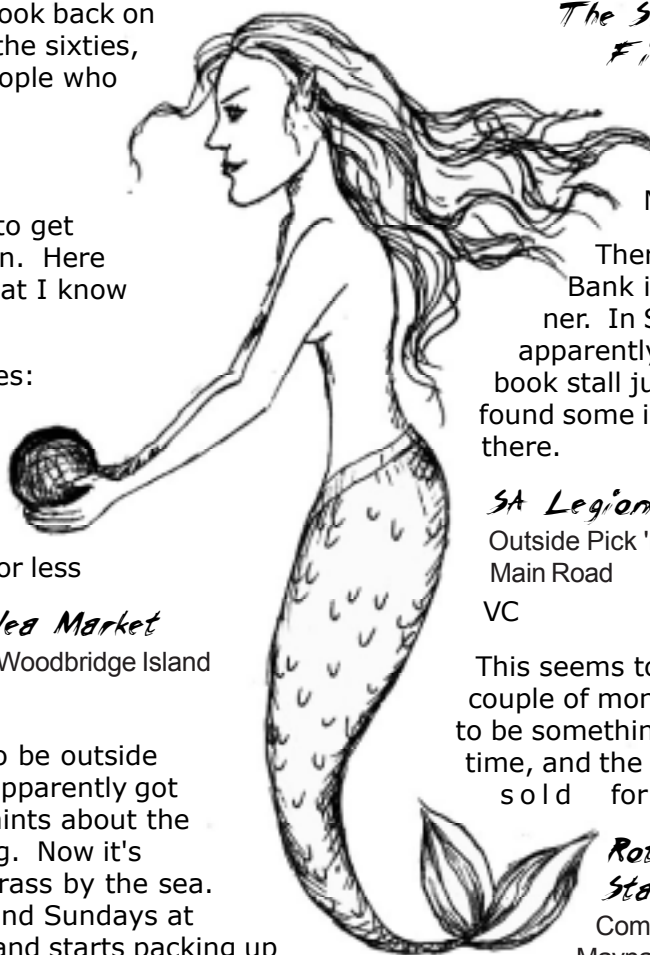 ook back on
the sixties,
ople who
to get
n. Here
at I know
es:
or less
lea Market
Woodbridge Island
o be outside
apparently got
ints about the
g. Now it's
rass by the sea.
nd Sundays at
and starts packing up
The S
Fi
N
Ther
Bank i
ner. In S
apparently
book stall ju
found some i
there.
SA Legion
Outside Pick '
Main Road
VC
This seems to
couple of mon
to be somethin
time, and the
sold for
Rot
Sta
Com
Mayna